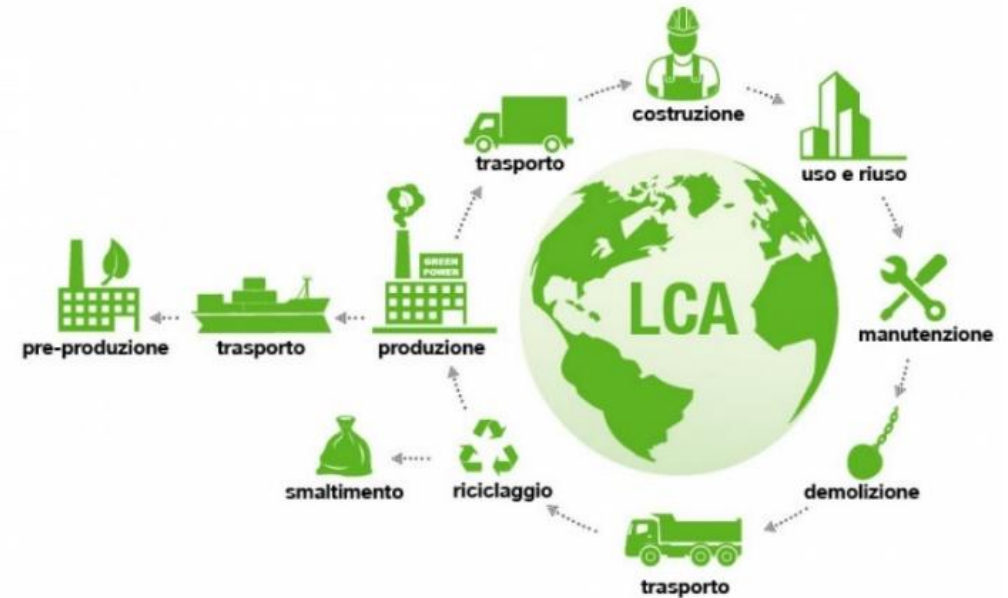 costruzione
trasporto
uso e riuso
GREEN
POWER
LCA
manutenzione
pre-produzione
trasporto
produzione
smaltimento
riciclaggio
demolizione
trasporto